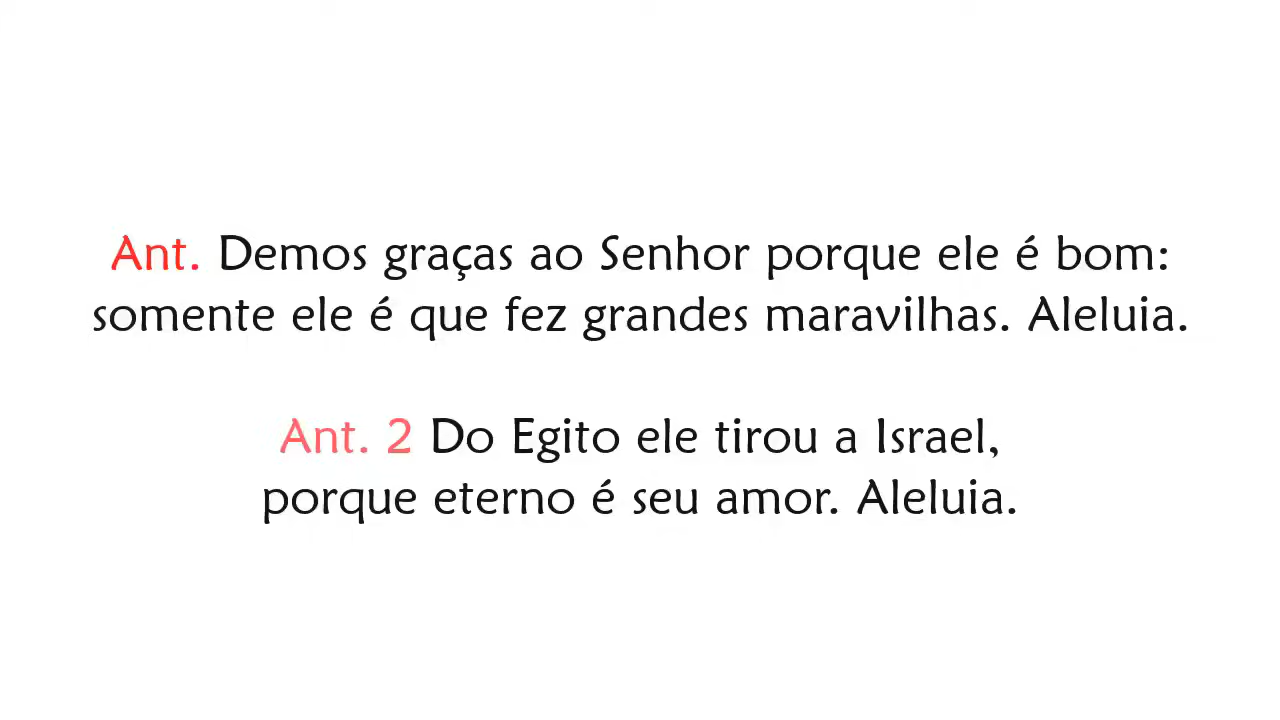 Ant. Demos graças ao Senhor porque ele é bom:
somente ele é que fez grandes maravilhas. Aleluia.
Ant. 2 Do Egito ele tirou a Israel,
porque eterno é seu amor. Aleluia.